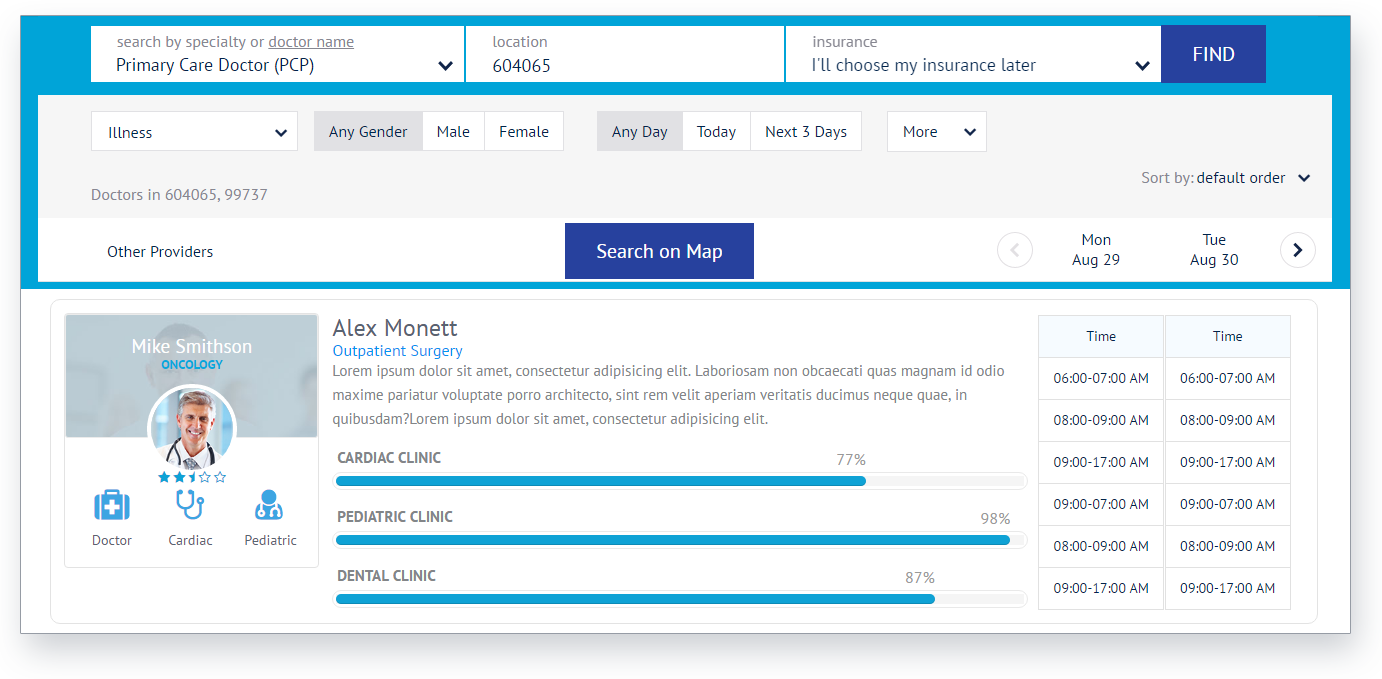 search by specialty or doctor name
Primary Care Doctor (PCP)
location
604065
insurance
I'll choose my insurance later
FIND
Illness
Any Gender Male Female
Any Day Today Next 3 Days
More
Sort by: default order
Doctors in 604065, 99737
Other Providers
Search on Map
Mon
Aug 29
Tue
Aug 30
Mike Smithson
ONCOLOGY
Doctor Cardiac Pediatric
Alex Monett
Outpatient Surgery
Lorem ipsum dolor sit amet, consectetur adipisicing elit. Laboriosam non obcaecati quas magnam id odio
maxime pariatur voluptate porro architecto, sint rem velit aperiam veritatis ducimus neque quae, in
quibusdam?Lorem ipsum dolor sit amet, consectetur adipisicing elit.
CARDIAC CLINIC 77%
PEDIATRIC CLINIC 98%
DENTAL CLINIC 87%
Time Time
06:00-07:00 AM 06:00-07:00 AM
08:00-09:00 AM 08:00-09:00 AM
09:00-17:00 AM 09:00-17:00 AM
09:00-07:00 AM 09:00-07:00 AM
08:00-09:00 AM 08:00-09:00 AM
09:00-17:00 AM 09:00-17:00 AM